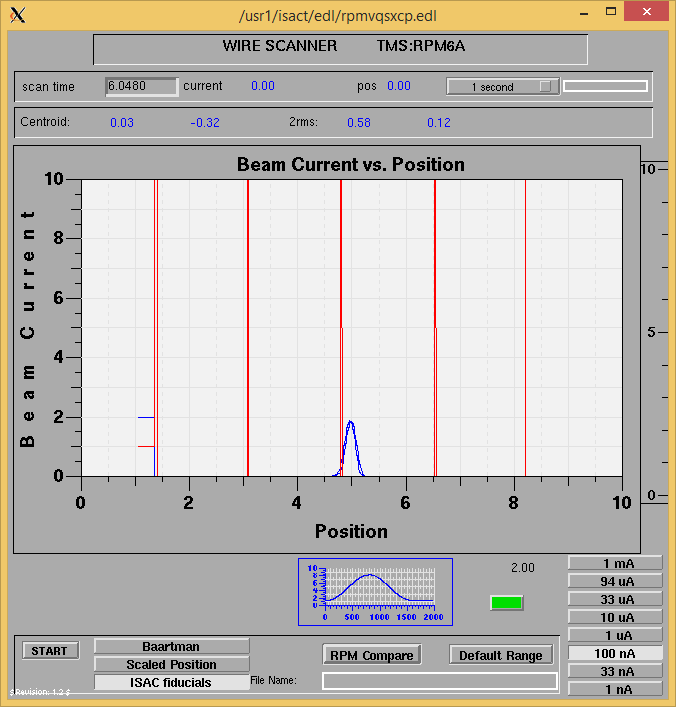 /usr1/isact/edl/rpmvqsxcp.edl
WIRE SCANNER TMS:RPM6A
scan time 6.0480 current 0.00 pos 0.00 1 second
Centroid: 0.03 -0.32 2rms: 0.58 0.12
Beam Current vs. Position
10
8
6
4
2
0
Beam Current
0 2 4 6 8 10
Position
10
5
0
10
8
6
4
2
0
0 500 1000 1500 2000
2.00
1 mA
94 uA
33 uA
10 uA
1 uA
100 nA
33 nA
1 nA
START
Baartman
Scaled Position
ISAC fiducials
RPM Compare
Default Range
File Name:
$Revision: 1.2 $